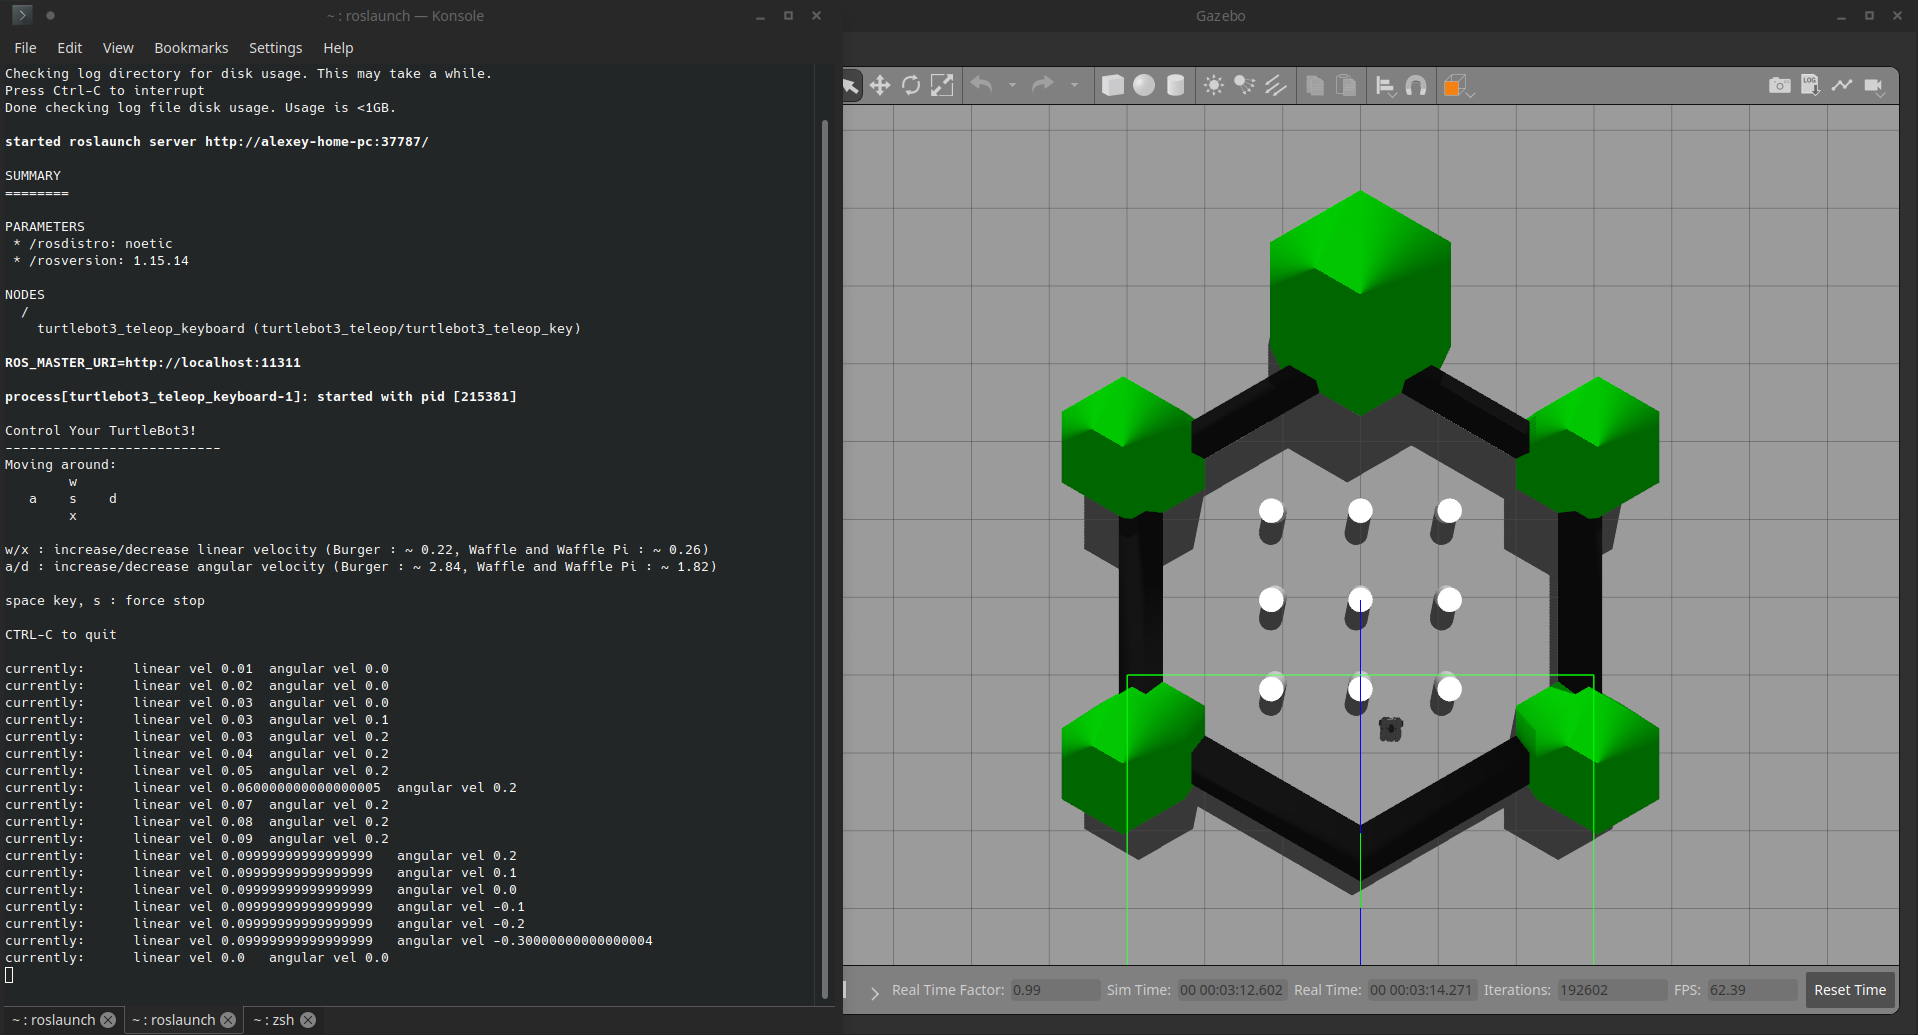 ~ : roslaunch — Konsole
File Edit View Bookmarks Settings Help
Checking log directory for disk usage. This may take a while.
Press Ctrl-C to interrupt
Done checking log file disk usage. Usage is <1GB.
started roslaunch server http://alexey-home-pc:37787/
SUMMARY
========
PARAMETERS
* /rosdistro: noetic
* /rosversion: 1.15.14
NODES
/
turtlebot3_teleop_keyboard (turtlebot3_teleop/turtlebot3_teleop_key)
ROS_MASTER_URI=http://localhost:11311
process[turtlebot3_teleop_keyboard-1]: started with pid [215381]
Control Your TurtleBot3!
---------------------------
Moving around:
w
a s d
x
w/x : increase/decrease linear velocity (Burger : ~ 0.22, Waffle and Waffle Pi : ~ 0.26)
a/d : increase/decrease angular velocity (Burger : ~ 2.84, Waffle and Waffle Pi : ~ 1.82)
space key, s : force stop
CTRL-C to quit
currently: linear vel 0.01 angular vel 0.0
currently: linear vel 0.02 angular vel 0.0
currently: linear vel 0.03 angular vel 0.0
currently: linear vel 0.03 angular vel 0.1
currently: linear vel 0.03 angular vel 0.2
currently: linear vel 0.04 angular vel 0.2
currently: linear vel 0.05 angular vel 0.2
currently: linear vel 0.060000000000000005 angular vel 0.2
currently: linear vel 0.07 angular vel 0.2
currently: linear vel 0.08 angular vel 0.2
currently: linear vel 0.09 angular vel 0.2
currently: linear vel 0.09999999999999999 angular vel 0.2
currently: linear vel 0.09999999999999999 angular vel 0.1
currently: linear vel 0.09999999999999999 angular vel 0.0
currently: linear vel 0.09999999999999999 angular vel -0.1
currently: linear vel 0.09999999999999999 angular vel -0.2
currently: linear vel 0.09999999999999999 angular vel -0.30000000000000004
currently: linear vel 0.0 angular vel 0.0
~ : roslaunch ~ : roslaunch ~ : zsh
Gazebo
LOG
Real Time Factor: 0.99 Sim Time: 00 00:03:12.602 Real Time: 00 00:03:14.271 Iterations: 192602 FPS: 62.39 Reset Time